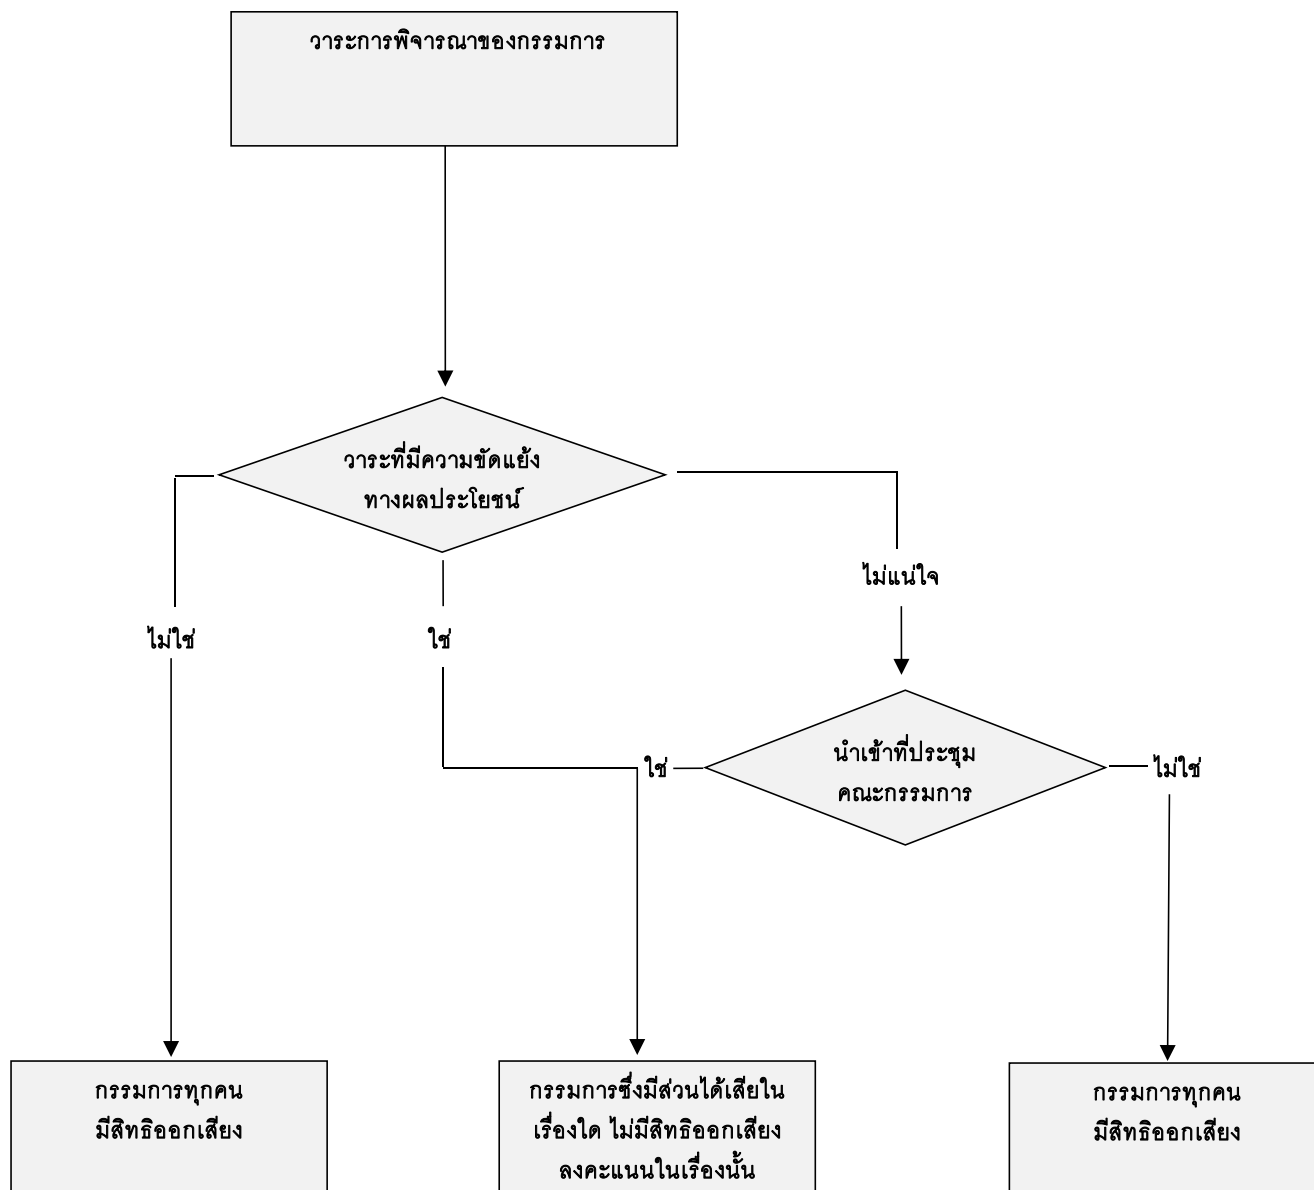 วาระการพิจารณาของกรรมการ
วาระที่มีความขัดแย้ง
ทางผลประโยชน์
ไม่แน่ใจ
ไม่ใช่
ใช่
นำเข้าที่ประชุม
คณะกรรมการ
ใช่
ไม่ใช่
กรรมการทุกคน
มีสิทธิออกเสียง
กรรมการซึ่งมีส่วนได้เสียใน
เรื่องใด ไม่มีสิทธิออกเสียง
ลงคะแนนในเรื่องนั้น
กรรมการทุกคน
มีสิทธิออกเสียง